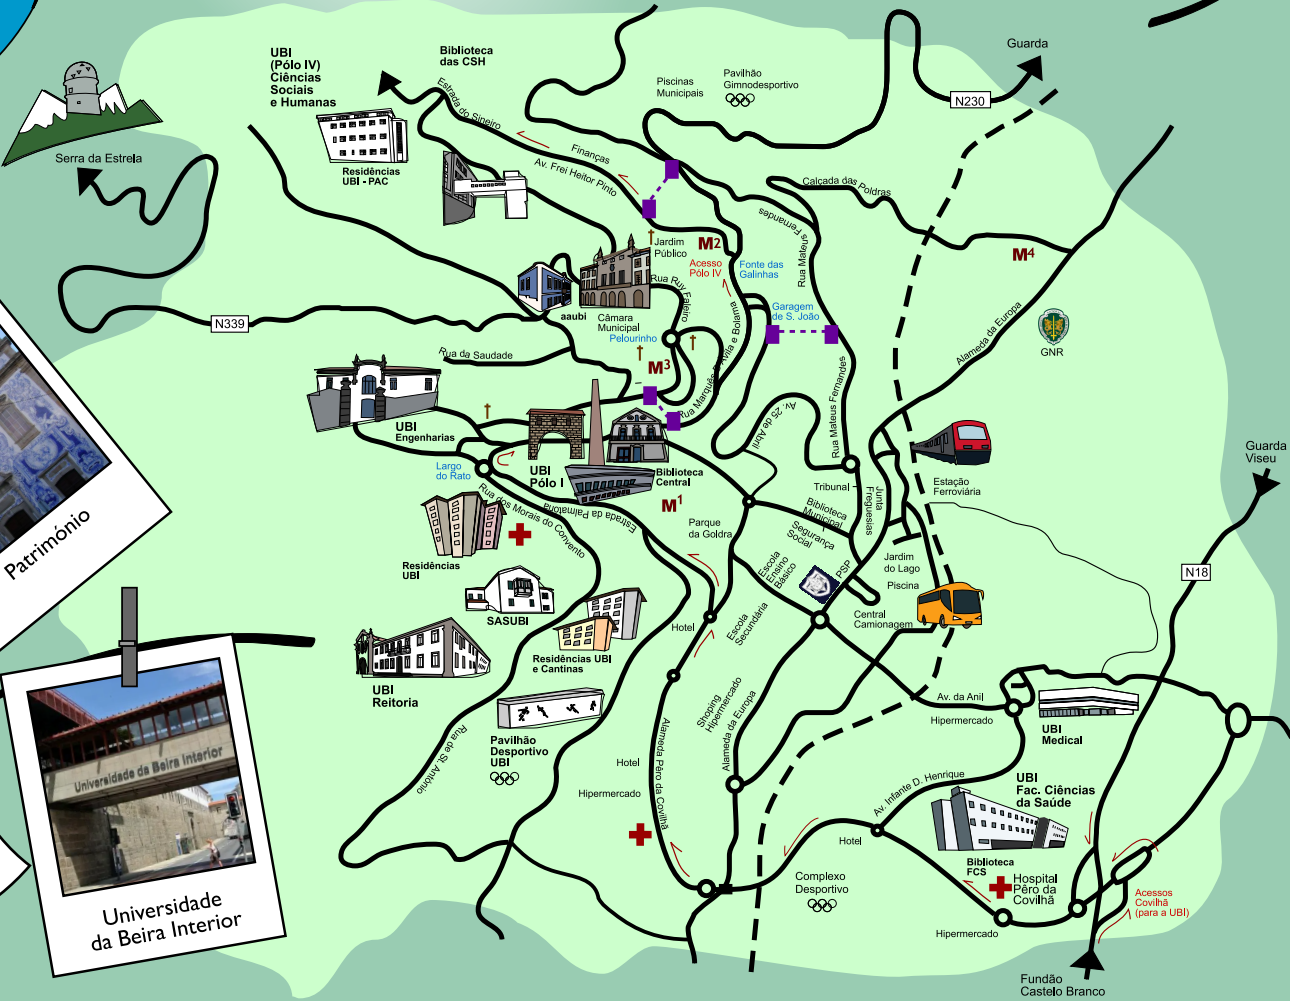 UBI
(Pólo IV)
Ciências
Sociais
e Humanas
Biblioteca
das CSH
Piscinas
Municipais
Pavilhão
Gimnodesportivo
Guarda
N230
Serra da Estrela
Residências
UBI - PAC
Estrada do Sineiro
Finanças
Av. Frei Heitor Pinto
Calçada das Poldras
Rua Mateus Fernandes
Jardim
Público
M2
Acesso
Pólo IV
Fonte das
Galinhas
M4
Rua Ruy Faleiro
aaubi
Câmara
Municipal
Pelourinho
Garagem
de S. João
Alameda da Europa
GNR
N339
Rua da Saudade
M3
Rua Marquês D'Ávila e Bolama
Rua Mateus Fernandes
Av. 25 de Abril
UBI
Engenharias
Largo
do Rato
UBI
Pólo I
Biblioteca
Central
M1
Tribunal
Junta
Freguesias
Estação
Ferroviária
Guarda
Viseu
Rua dos Morais do Convento
Estrada da Palmatória
Parque
da Goldra
Biblioteca
Municipal
Segurança
Social
Património
Residências
UBI
Escola
Ensino
Básico
PSP
Jardim
do Lago
Piscina
N18
SASUBI
Central
Camionagem
Hotel
Escola
Secundária
Residências UBI
e Cantinas
UBI
Reitoria
Av. da Anil
Hipermercado
Shoping
Hipermercado
Alameda da Europa
UBI
Medical
Rua de St. António
Pavilhão
Desportivo
UBI
Hotel
Hipermercado
Alameda Pêro da Covilhã
Av. Infante D. Henrique
UBI
Fac. Ciências
da Saúde
Universidade da Beira Interior
Hotel
Biblioteca
FCS
Hospital
Pêro da
Covilhã
Complexo
Desportivo
Acessos
Covilhã
(para a UBI)
Hipermercado
Universidade
da Beira Interior
Fundão
Castelo Branco